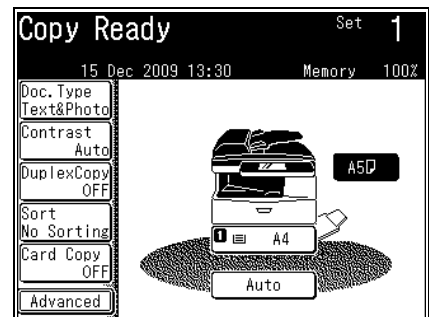 Copy Ready
Set 1
15 Dec 2009 13:30 Memory 100%
Doc.Type
Text&Photo
Contrast
Auto
DuplexCopy
OFF
Sort
No Sorting
Card Copy
OFF
Advanced
A5
1 A4
Auto